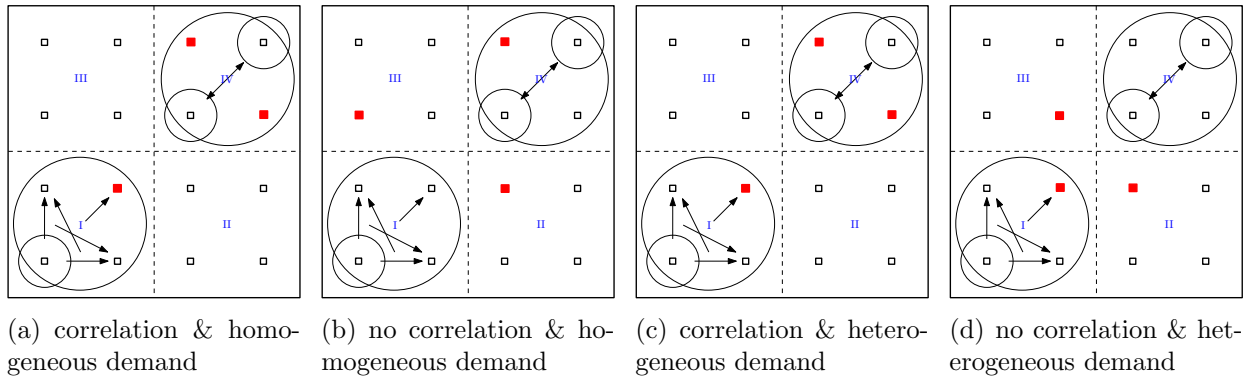 III
IV
I
II
III
IV
I
II
III
IV
I
II
III
IV
I
II
(a) correlation & homo-
geneous demand
(b) no correlation & ho-
mogeneous demand
(c) correlation & hetero-
geneous demand
(d) no correlation & het-
erogeneous demand